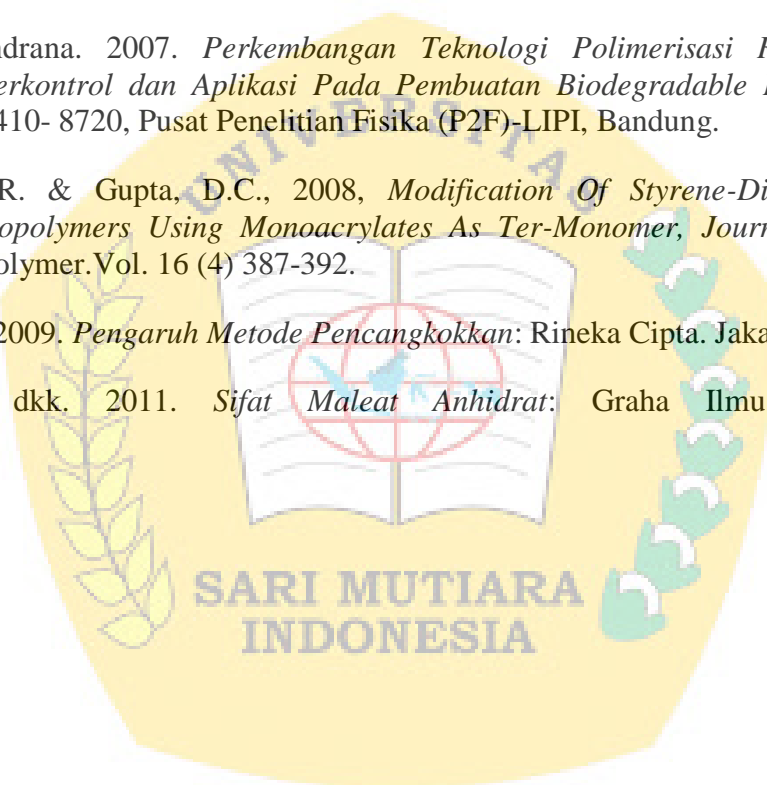 ndrana. 2007. Perkembangan Teknologi Polimerisasi
erkontrol dan Aplikasi Pada Pembuatan Biodegradable
410- 8720, Pusat Penelitian Fisika (P2F)-LIPI, Bandung.
R. & Gupta, D.C., 2008, Modification Of Styrene-Di
opolymers Using Monoacrylates As Ter-Monomer, Journ
olymer.Vol. 16 (4) 387-392.
2009. Pengaruh Metode Pencangkokkan: Rineka Cipta. Jaka
dkk. 2011. Sifat Maleat Anhidrat: Graha Ilmu
UNIVERSITAS
SARI MUTIARA
INDONESIA